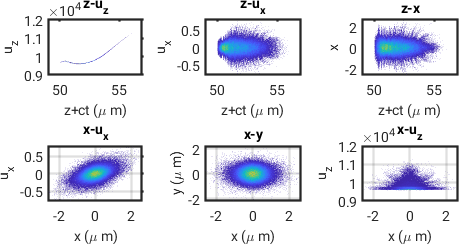 ×10⁴
z-u_z
z-u_x
z-x
1.2
1.1
1
0.9
u_z
50
55
z+ct (μ m)
0.5
0
-0.5
u_x
50
55
z+ct (μ m)
2
0
-2
x
50
55
z+ct (μ m)
x-u_x
x-y
×10⁴
x-u_z
0.5
0
-0.5
u_x
-2
0
2
x (μ m)
2
0
-2
y (μ m)
-2
0
2
x (μ m)
1.2
1.1
1
0.9
-2
0
2
x (μ m)